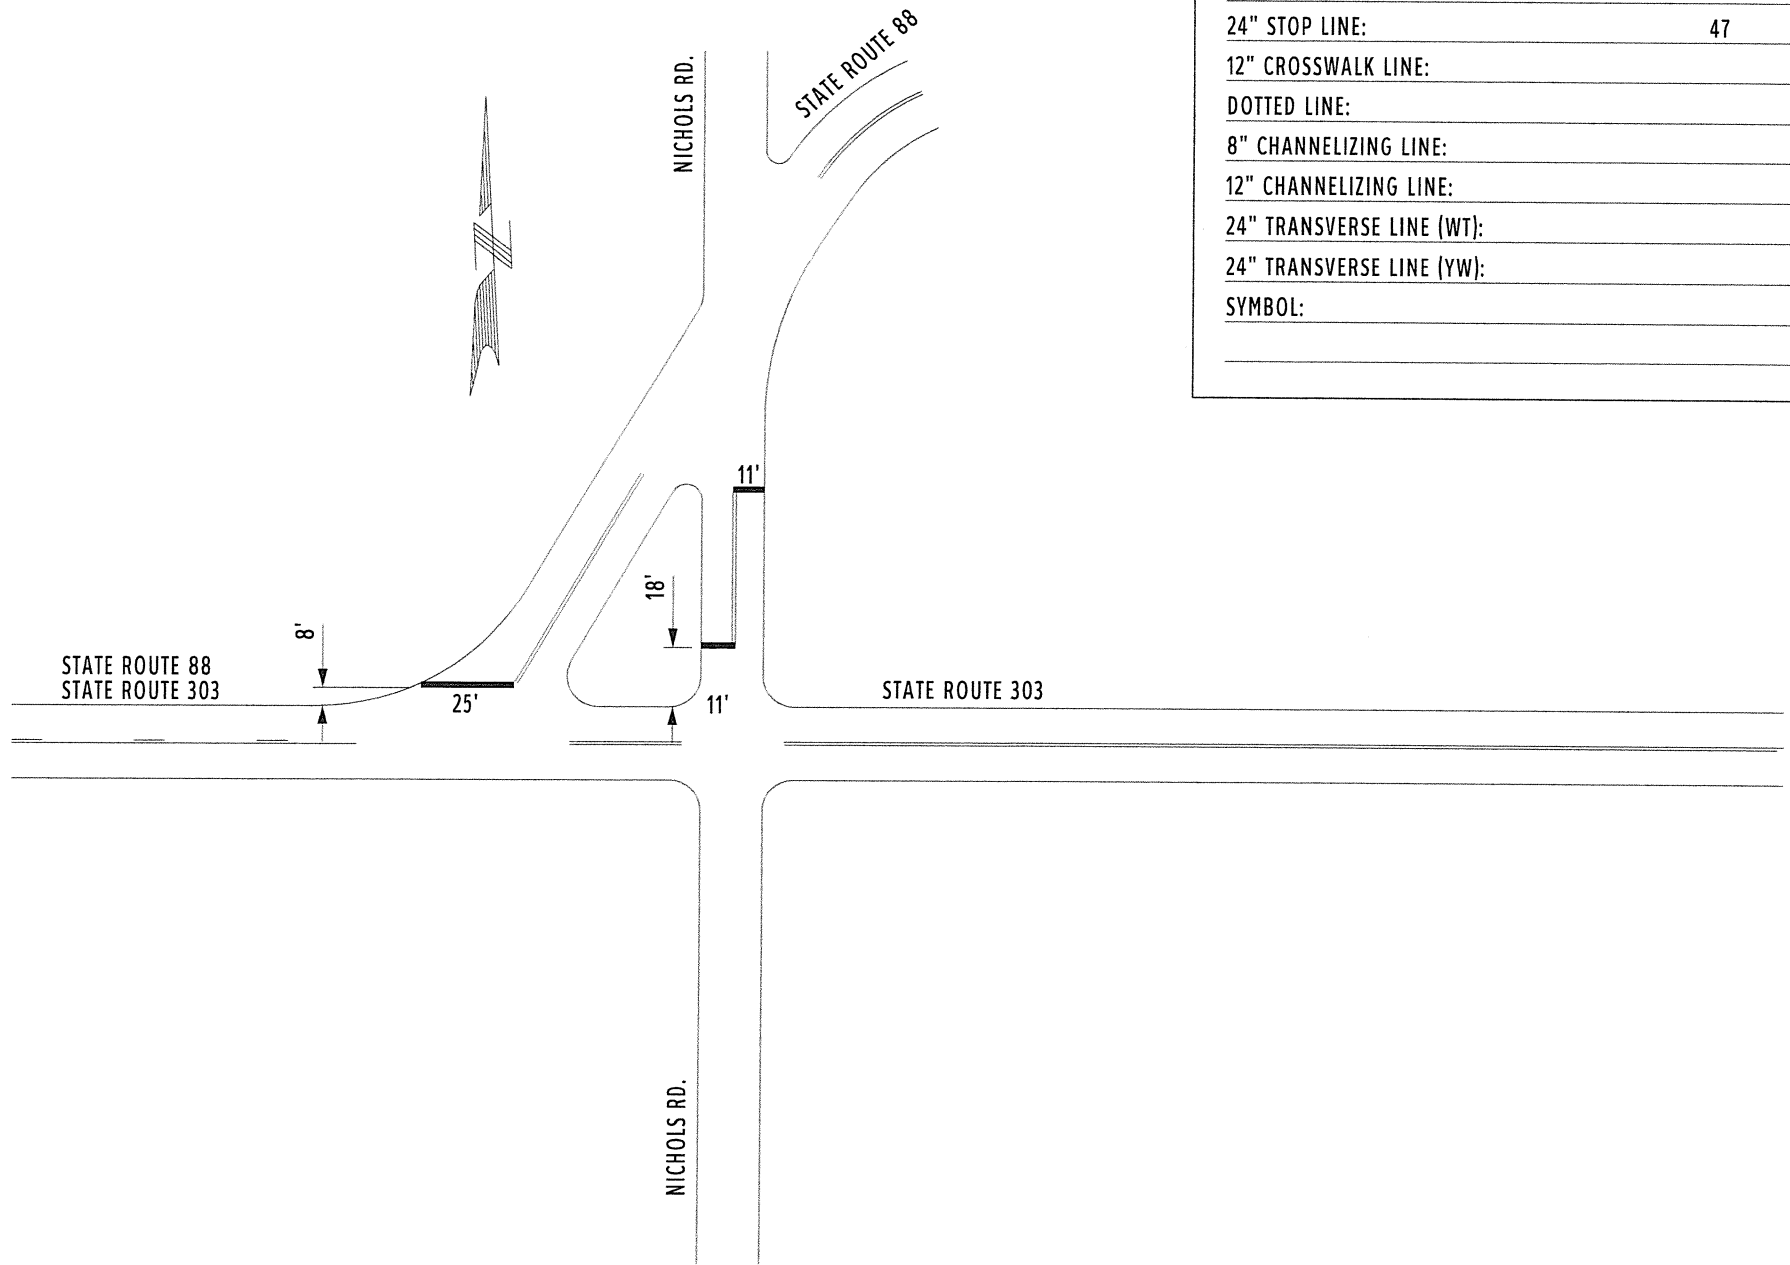 24" STOP LINE: 47
12" CROSSWALK LINE:
DOTTED LINE:
8" CHANNELIZING LINE:
12" CHANNELIZING LINE:
24" TRANSVERSE LINE (WT):
24" TRANSVERSE LINE (YW):
SYMBOL:
NICHOLS RD.
STATE ROUTE 88
11'
18'
8'
STATE ROUTE 88
STATE ROUTE 303
25'
11'
STATE ROUTE 303
NICHOLS RD.